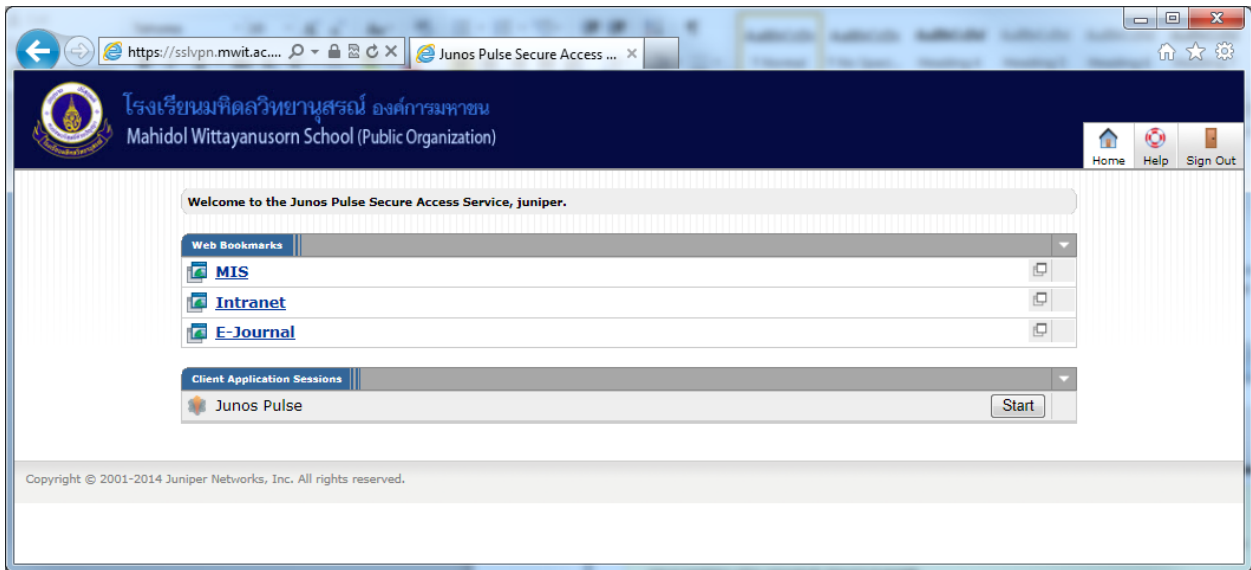 https://sslvpn.mwit.ac....
Junos Pulse Secure Access ...
โรงเรียนมหิดลวิทยานุสรณ์ องค์การมหาชน
Mahidol Wittayanusorn School (Public Organization)
Home Help Sign Out
Welcome to the Junos Pulse Secure Access Service, juniper.
Web Bookmarks
MIS
Intranet
E-Journal
Client Application Sessions
Junos Pulse Start
Copyright © 2001-2014 Juniper Networks, Inc. All rights reserved.